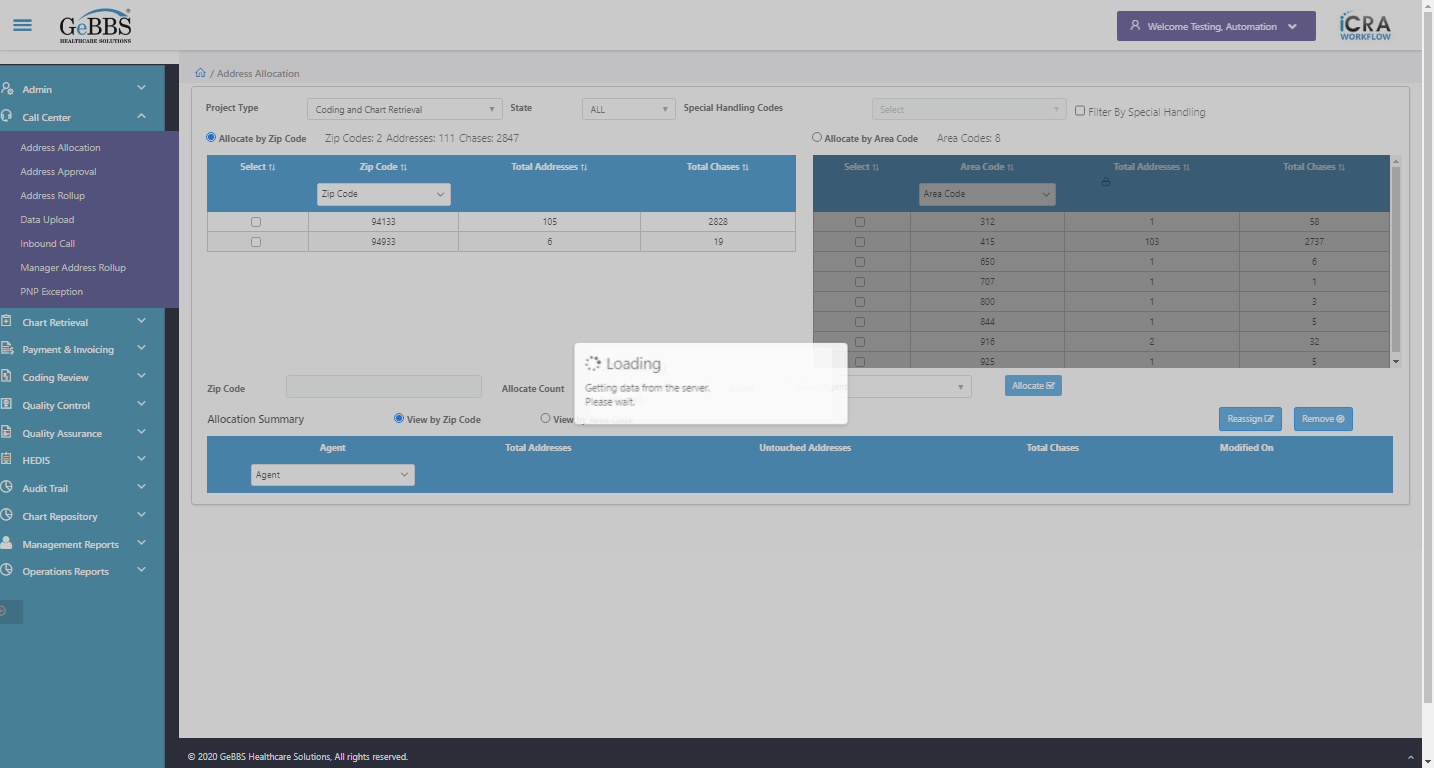 GeBBS
HEALTHCARE SOLUTIONS
Welcome Testing, Automation
iCRA
WORKFLOW
Admin
Call Center
Address Allocation
Address Approval
Address Rollup
Data Upload
Inbound Call
Manager Address Rollup
PNP Exception
Chart Retrieval
Payment & Invoicing
Coding Review
Quality Control
Quality Assurance
HEDIS
Audit Trail
Chart Repository
Management Reports
Operations Reports
/ Address Allocation
Project Type Coding and Chart Retrieval State ALL Special Handling Codes Select Filter By Special Handling
Allocate by Zip Code Zip Codes: 2 Addresses: 111 Chases: 2847
Select Zip Code Total Addresses Total Chases
Zip Code
94133 105 2828
94933 6 19
Allocate by Area Code Area Codes: 8
Select Area Code Total Addresses Total Chases
Area Code
312 1 58
415 103 2737
650 1 6
707 1 1
800 1 3
844 1 5
916 2 32
925 1 5
Loading
Getting data from the server.
Please wait.
Zip Code Allocate Count Allocate
Allocation Summary View by Zip Code View Reassign Remove
Agent Total Addresses Untouched Addresses Total Chases Modified On
Agent
© 2020 GeBBS Healthcare Solutions, All rights reserved.